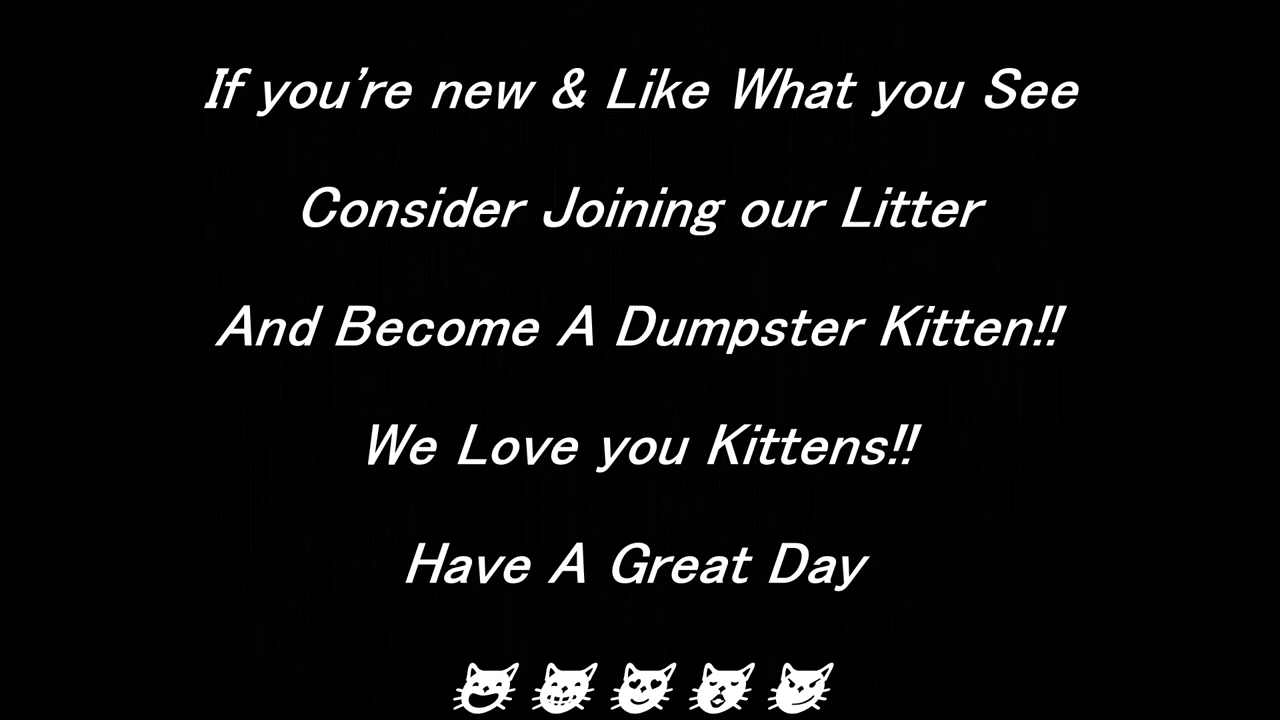 If you're new & Like What you See
Consider Joining our Litter
And Become A Dumpster Kitten!!
We Love you Kittens!!
Have A Great Day
😹😸😻😽😼